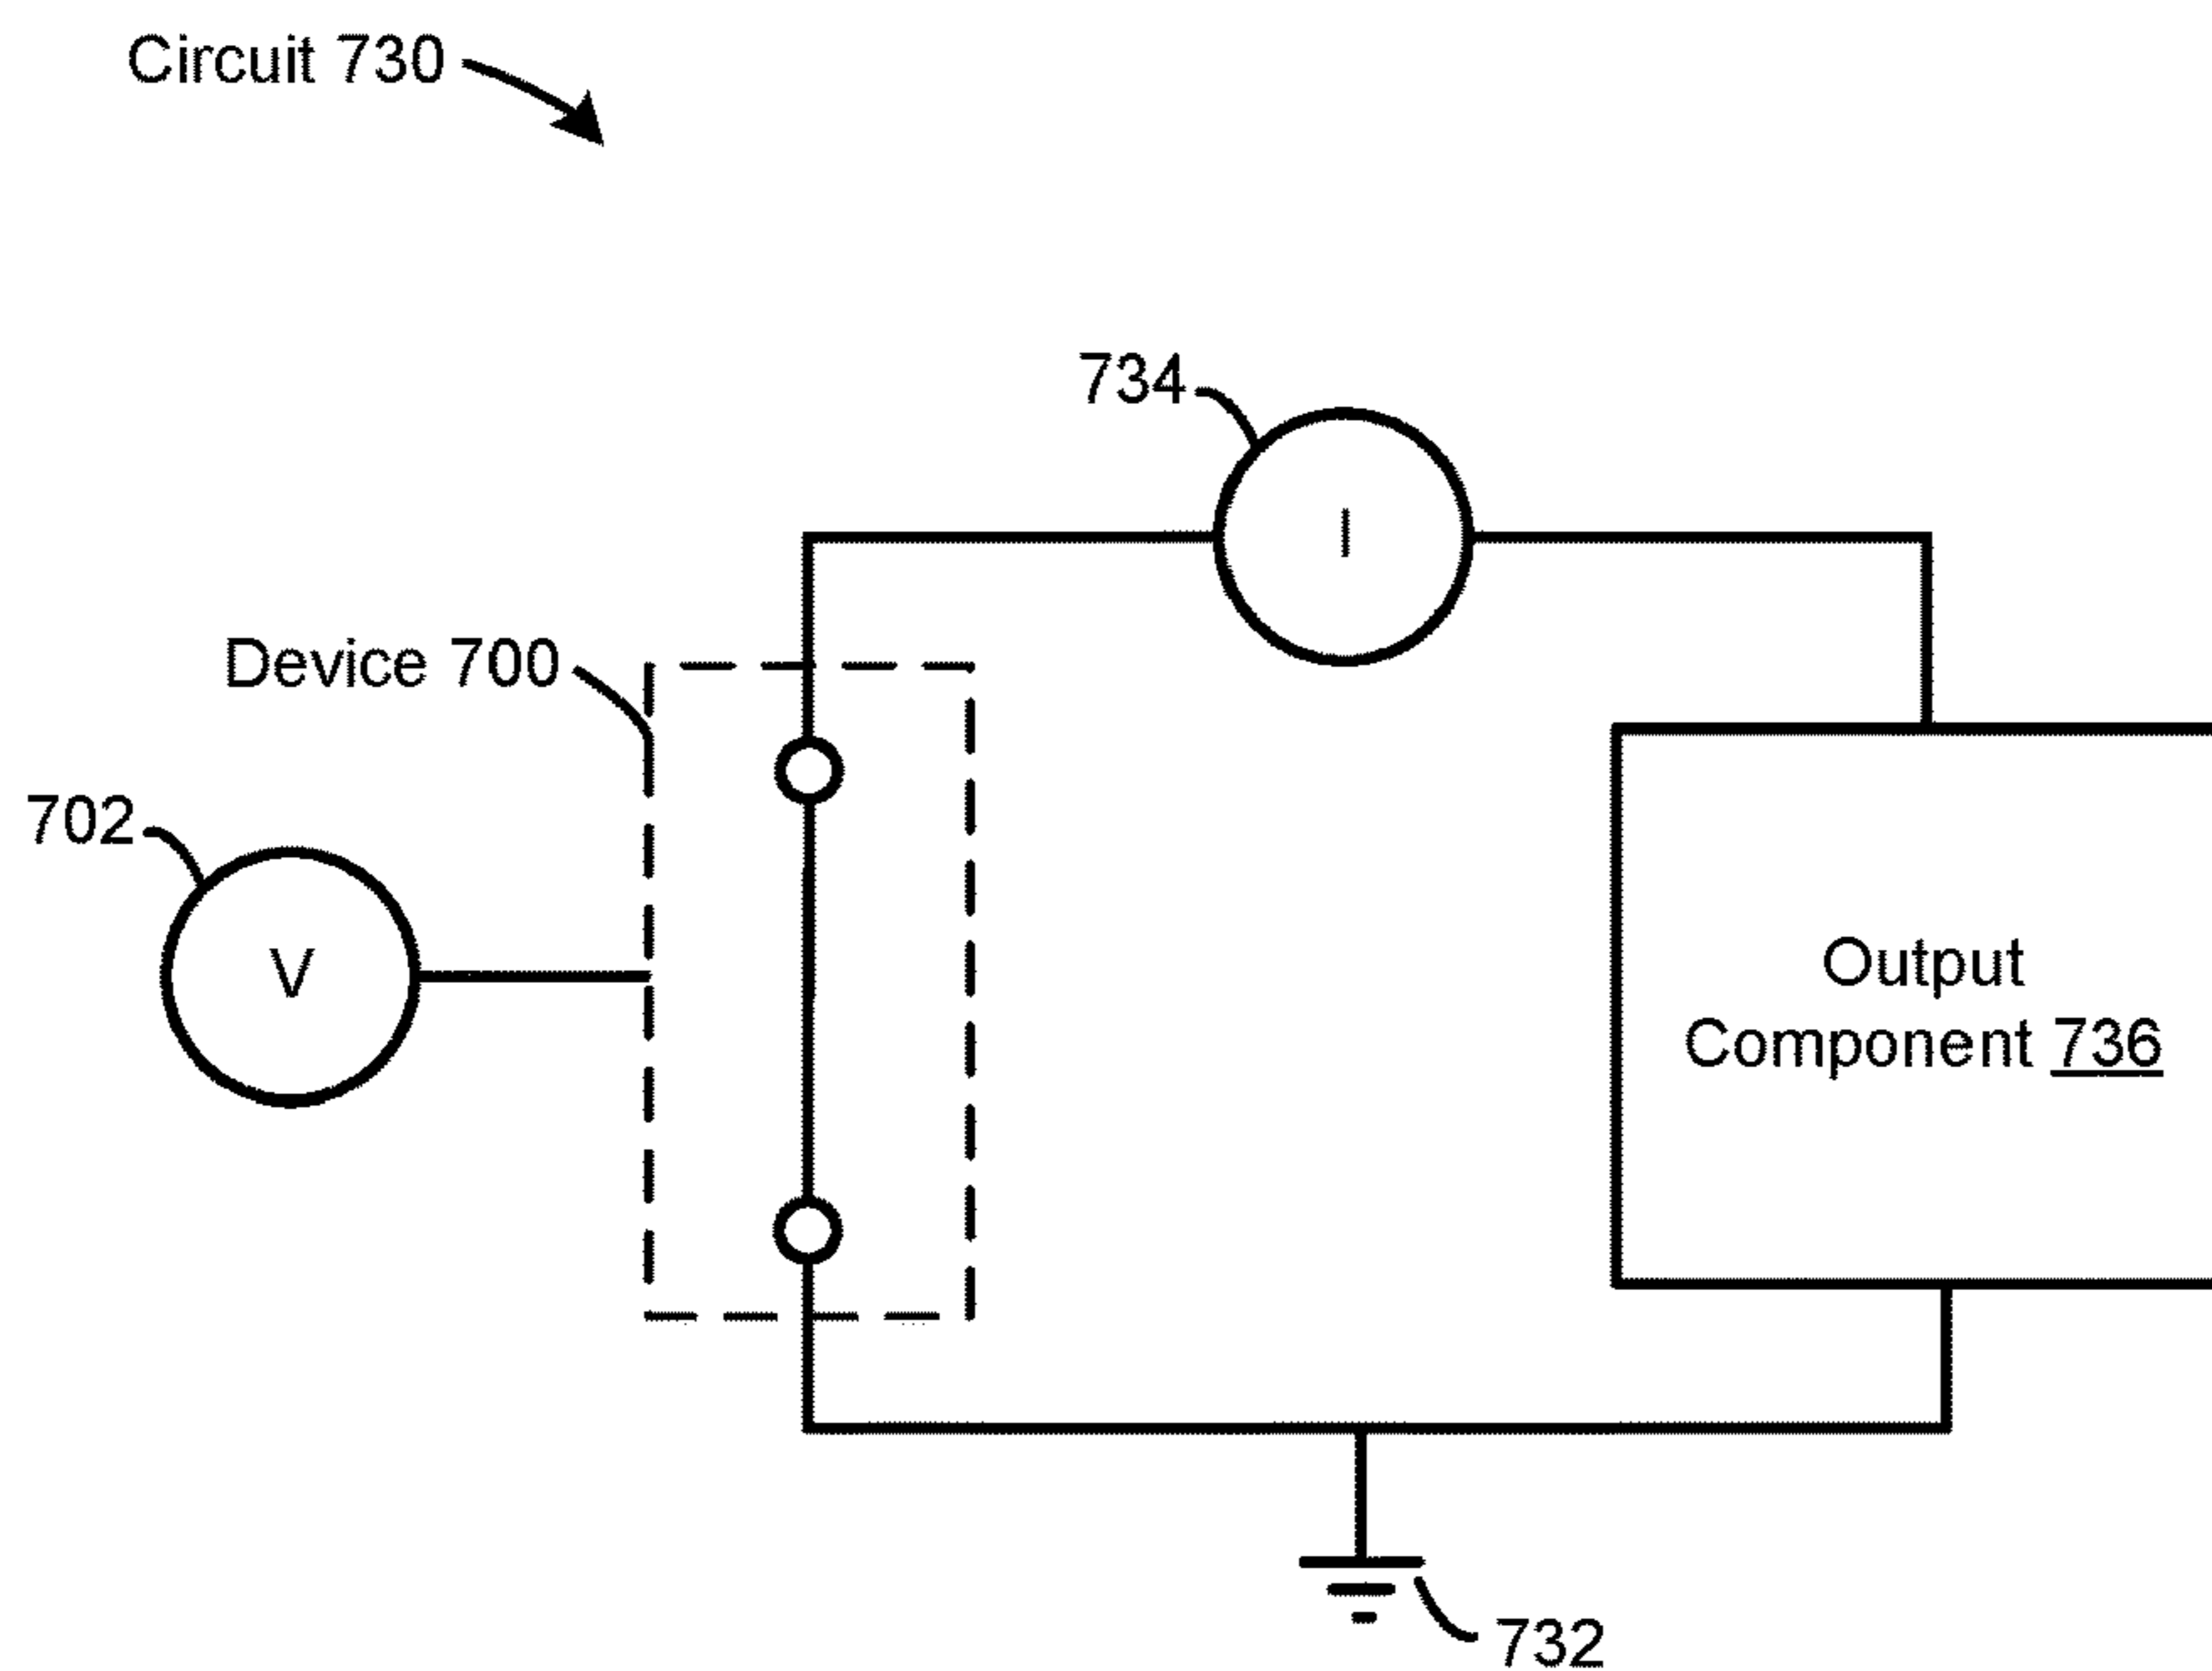 Circuit 730
734
I
Device 700
702
V
Output
Component 736
732